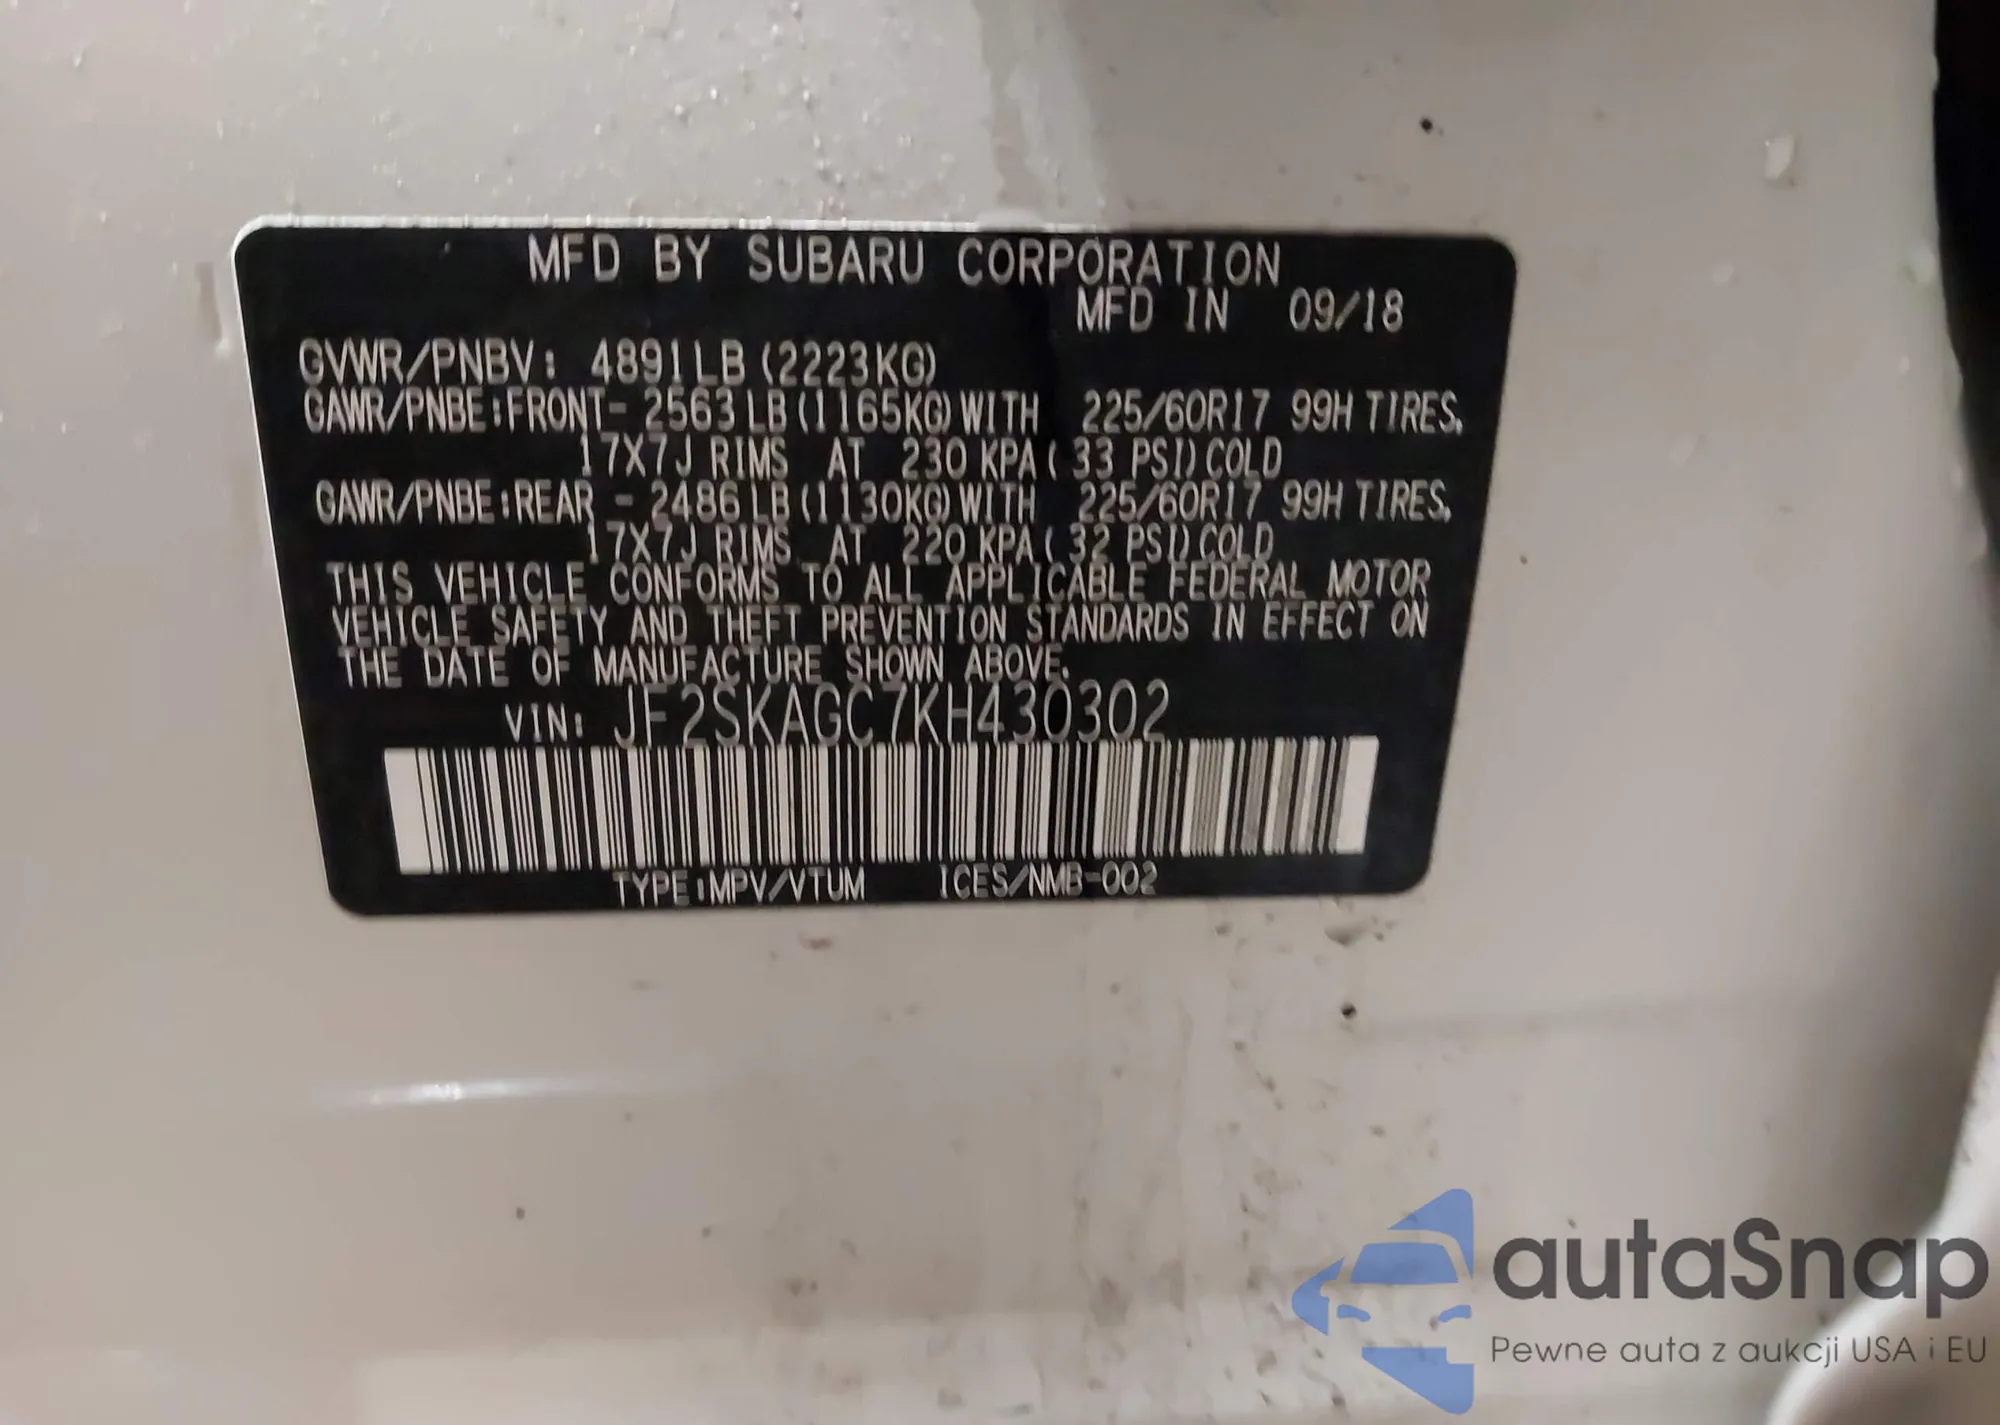 MFD BY SUBARU CORPORATION
MFD IN 09/18
GVWR/PNBV: 4891LB (2223KG)
GAWR/PNBE:FRONT- 2563LB(1165KG)WITH 225/60R17 99H TIRES,
17X7J RIMS AT 230 KPA( 33 PSI)COLD
GAWR/PNBE:REAR - 2486LB(1130KG)WITH 225/60R17 99H TIRES,
17X7J RIMS AT 220 KPA( 32 PSI)COLD
THIS VEHICLE CONFORMS TO ALL APPLICABLE FEDERAL MOTOR
VEHICLE SAFETY AND THEFT PREVENTION STANDARDS IN EFFECT ON
THE DATE OF MANUFACTURE SHOWN ABOVE.
VIN: JF2SKAGC7KH430302
TYPE:MPV/VTUM ICES/NMB-002
autaSnap
Pewne auta z aukcji USA i EU